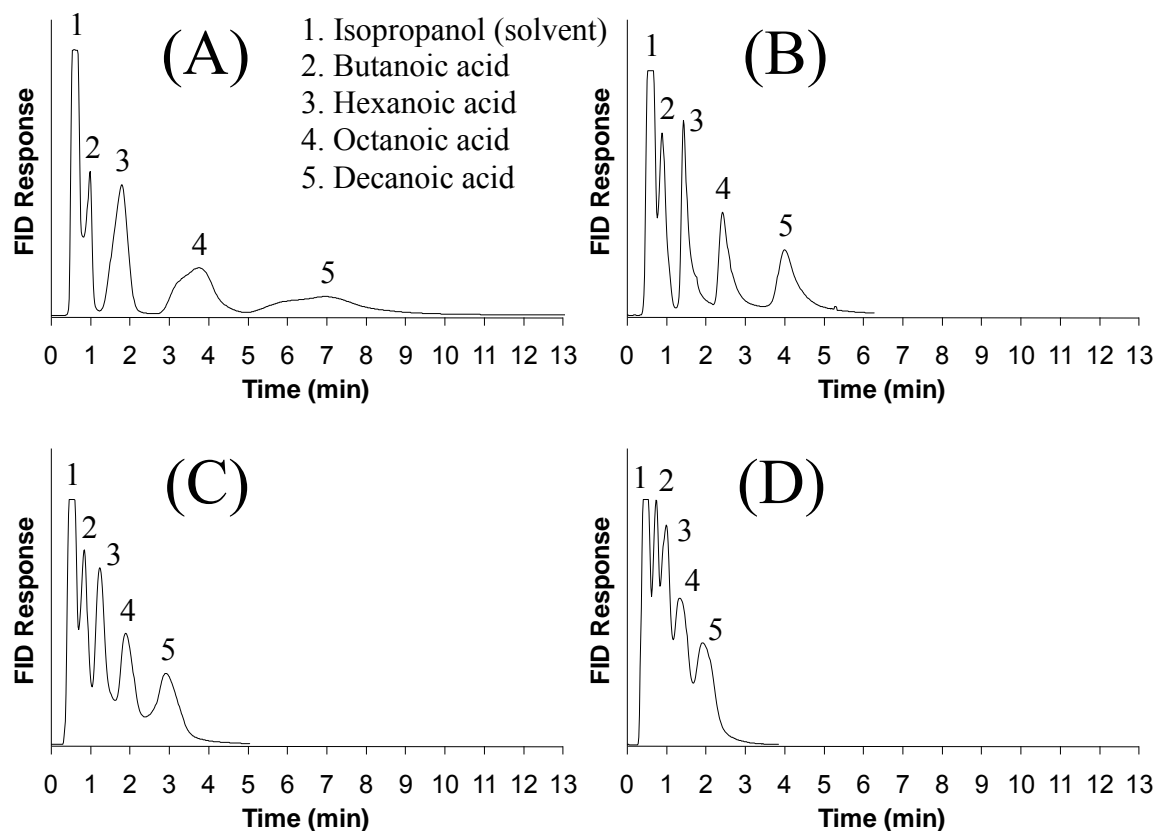 1
(A)
1. Isopropanol (solvent)
2. Butanoic acid
3. Hexanoic acid
4. Octanoic acid
5. Decanoic acid
2
3
4
5
FID Response
0 1 2 3 4 5 6 7 8 9 10 11 12 13
Time (min)
1
(B)
2
3
4
5
FID Response
0 1 2 3 4 5 6 7 8 9 10 11 12 13
Time (min)
1
(C)
2
3
4
5
FID Response
0 1 2 3 4 5 6 7 8 9 10 11 12 13
Time (min)
1 2
(D)
3
4
5
FID Response
0 1 2 3 4 5 6 7 8 9 10 11 12 13
Time (min)